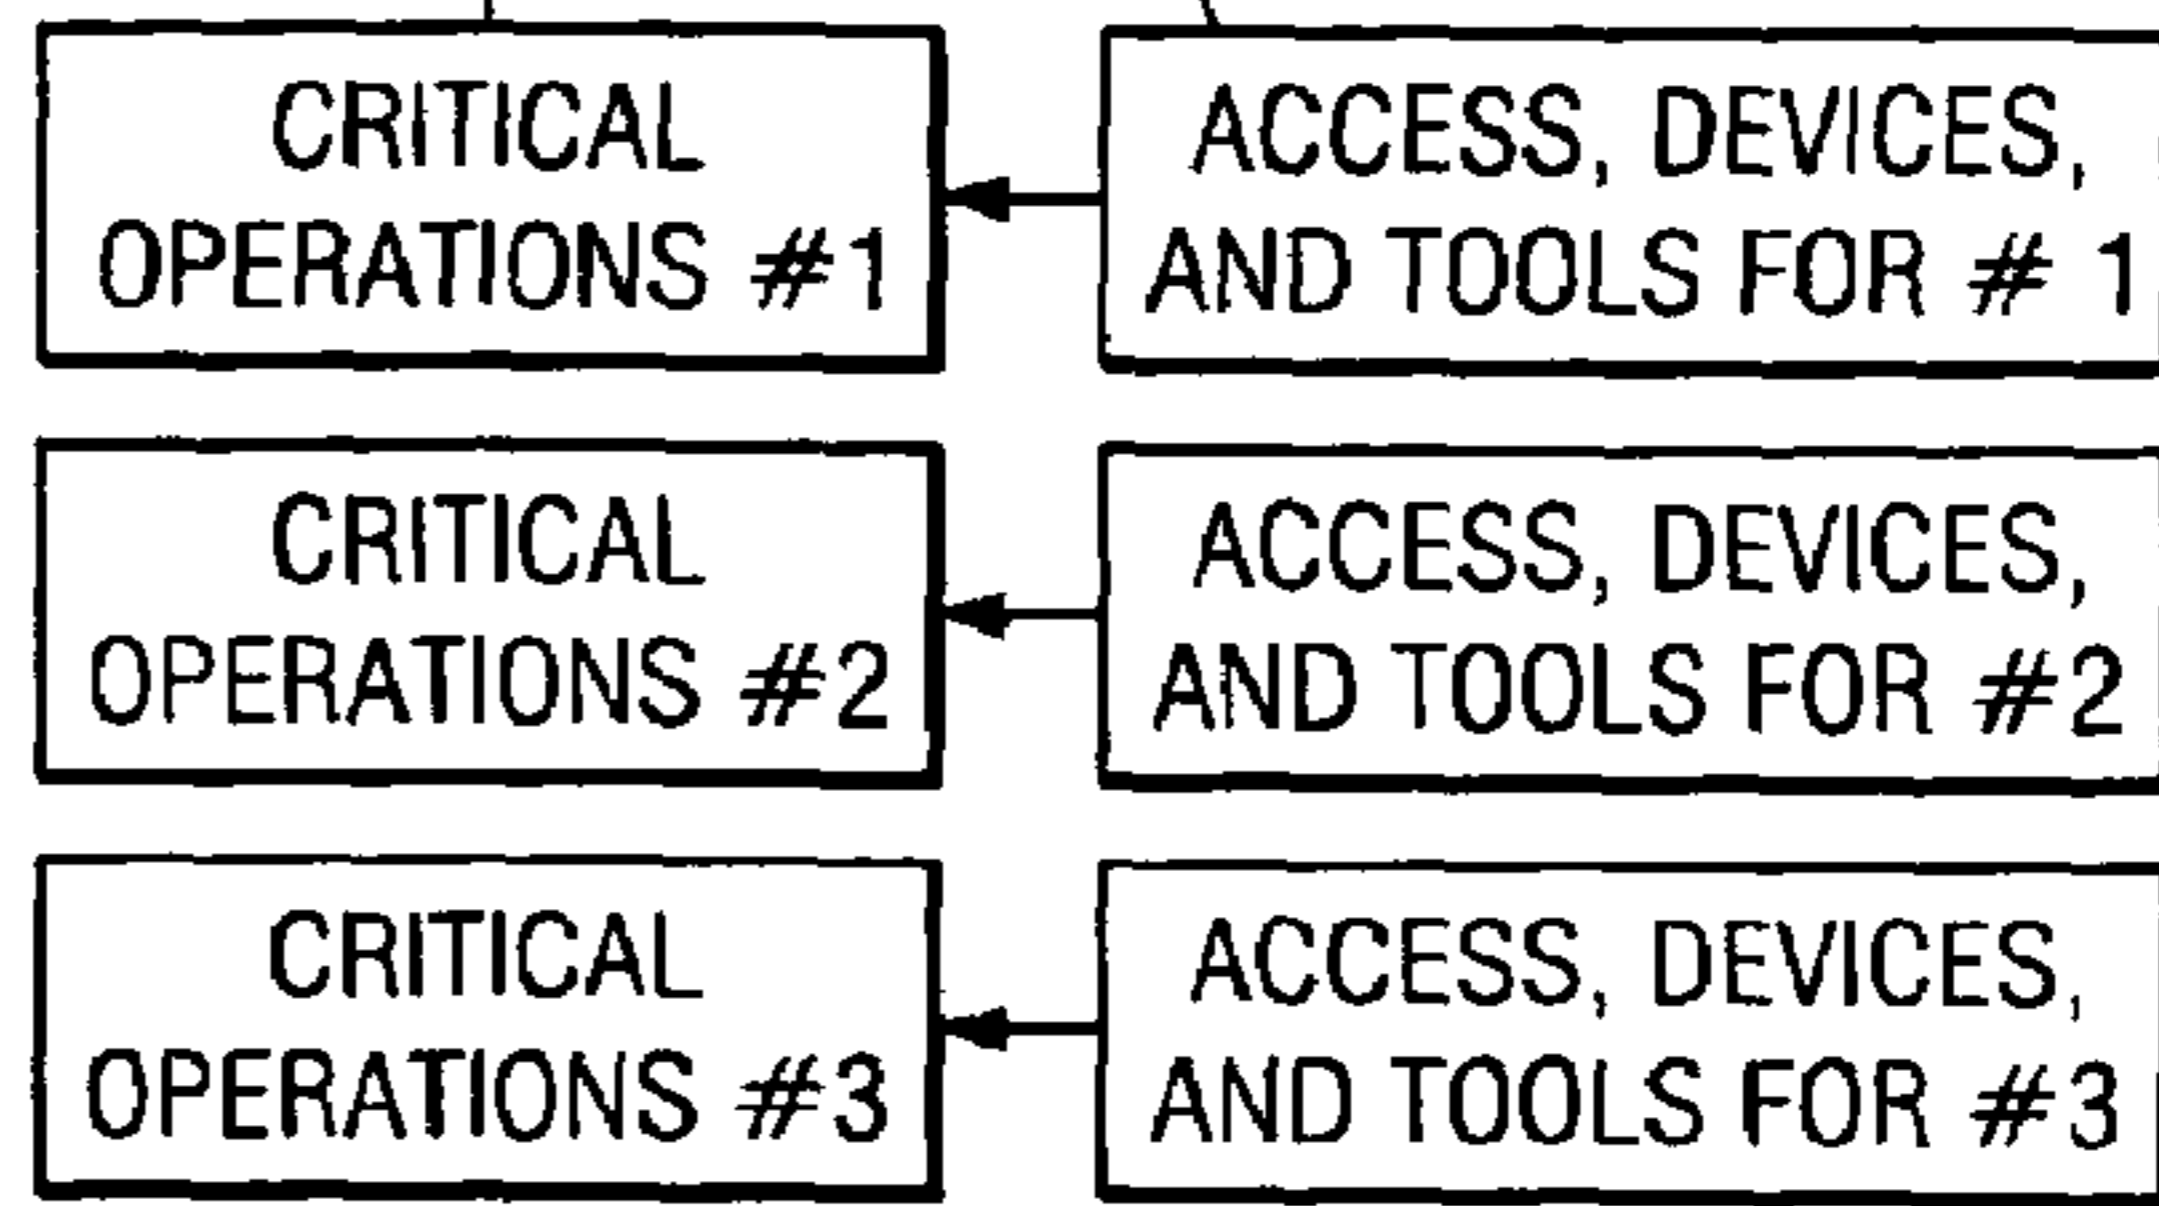 CRITICAL
OPERATIONS #1
ACCESS, DEVICES,
AND TOOLS FOR # 1
CRITICAL
OPERATIONS #2
ACCESS, DEVICES,
AND TOOLS FOR #2
CRITICAL
OPERATIONS #3
ACCESS, DEVICES,
AND TOOLS FOR #3